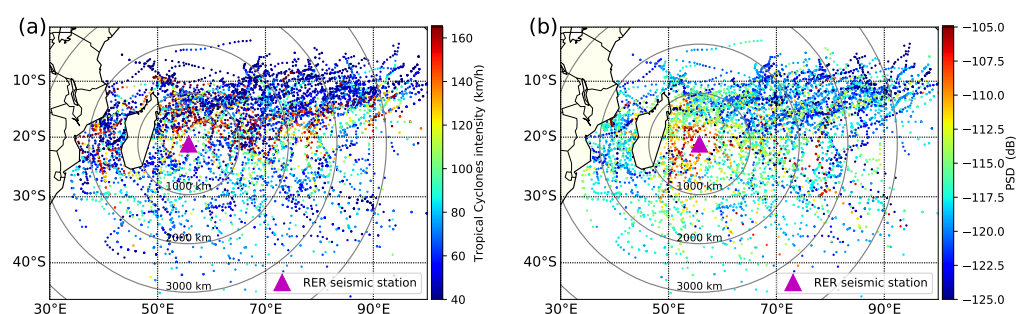 (a)
10°S
20°S
30°S
40°S
30°E
50°E
70°E
90°E
1000 km
2000 km
3000 km
RER seismic station
160
140
120
100
80
60
40
Tropical Cyclones intensity (km/h)
(b)
10°S
20°S
30°S
40°S
30°E
50°E
70°E
90°E
1000 km
2000 km
3000 km
RER seismic station
−105.0
−107.5
−110.0
−112.5
−115.0
−117.5
−120.0
−122.5
−125.0
PSD (dB)